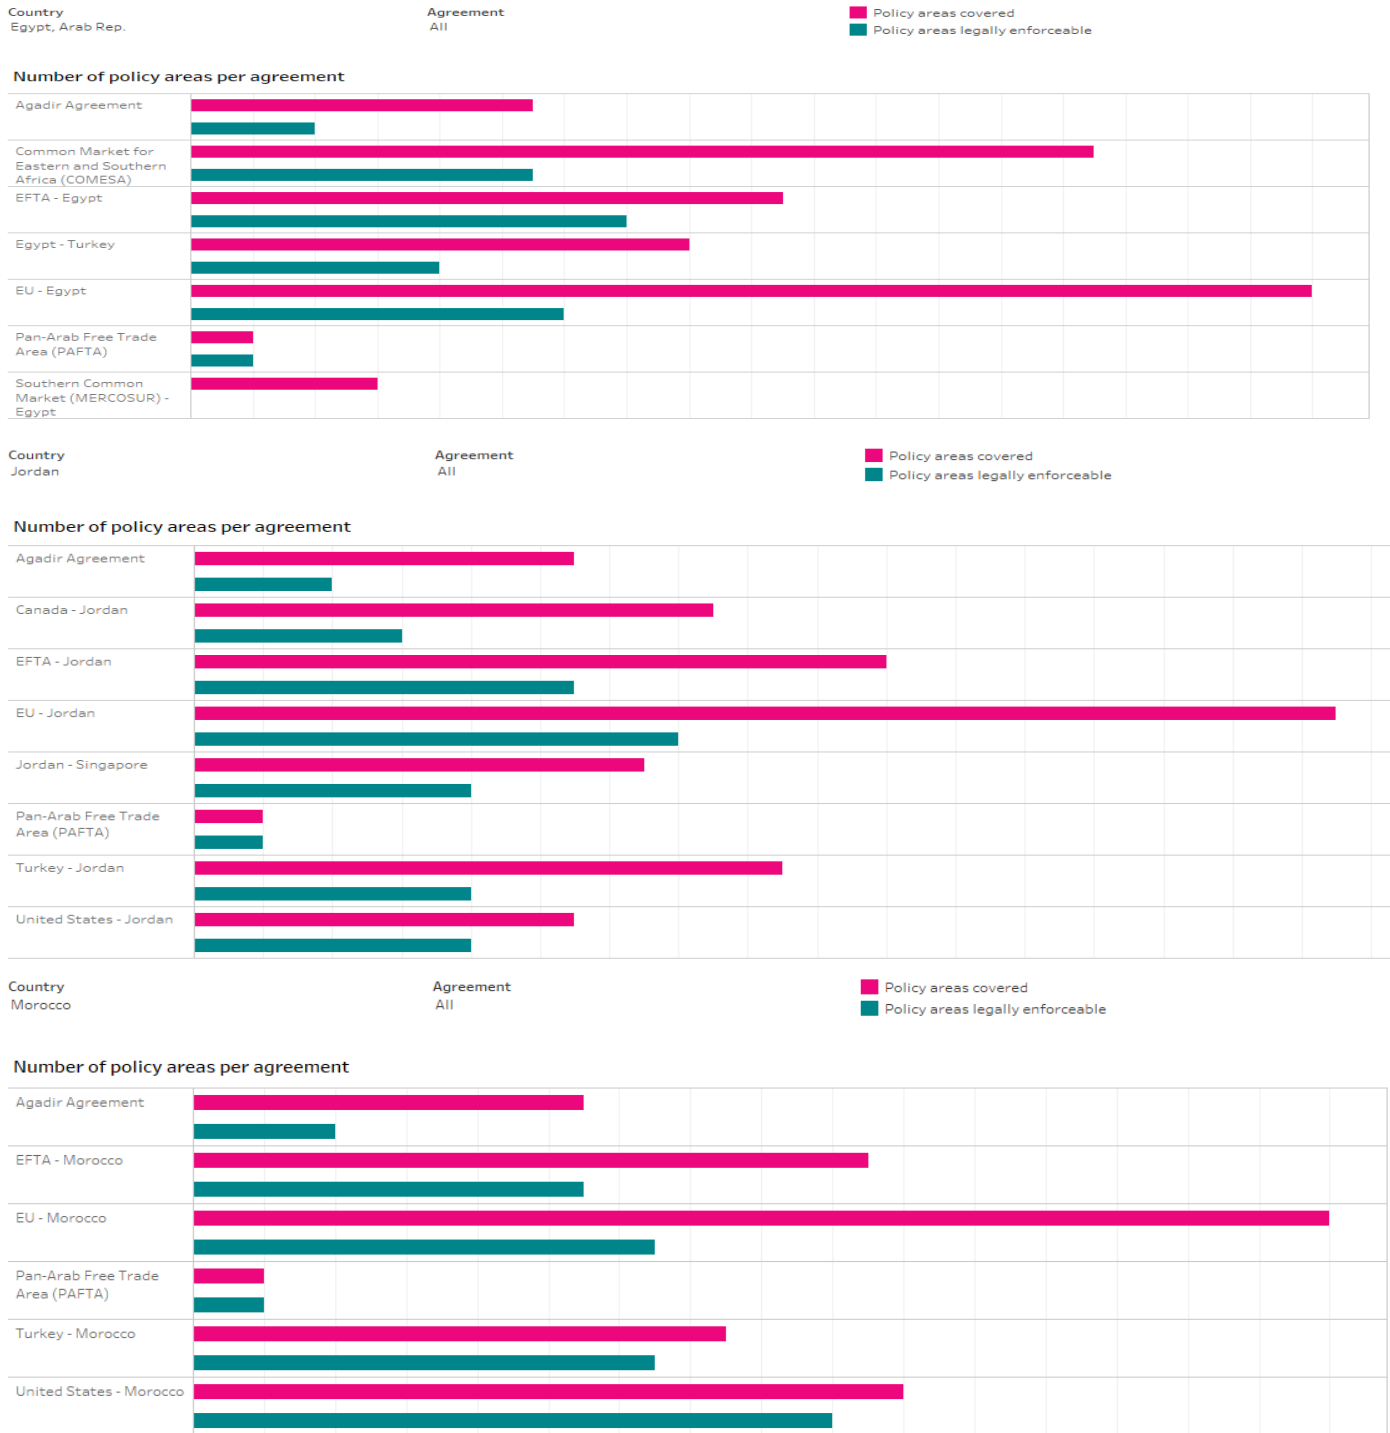 Country
Egypt, Arab Rep.
Agreement
All
Policy areas covered
Policy areas legally enforceable
Number of policy areas per agreement
Agadir Agreement
Common Market for
Eastern and Southern
Africa (COMESA)
EFTA - Egypt
Egypt - Turkey
EU - Egypt
Pan-Arab Free Trade
Area (PAFTA)
Southern Common
Market (MERCOSUR) -
Egypt
Country
Jordan
Agreement
All
Policy areas covered
Policy areas legally enforceable
Number of policy areas per agreement
Agadir Agreement
Canada - Jordan
EFTA - Jordan
EU - Jordan
Jordan - Singapore
Pan-Arab Free Trade
Area (PAFTA)
Turkey - Jordan
United States - Jordan
Country
Morocco
Agreement
All
Policy areas covered
Policy areas legally enforceable
Number of policy areas per agreement
Agadir Agreement
EFTA - Morocco
EU - Morocco
Pan-Arab Free Trade
Area (PAFTA)
Turkey - Morocco
United States - Morocco